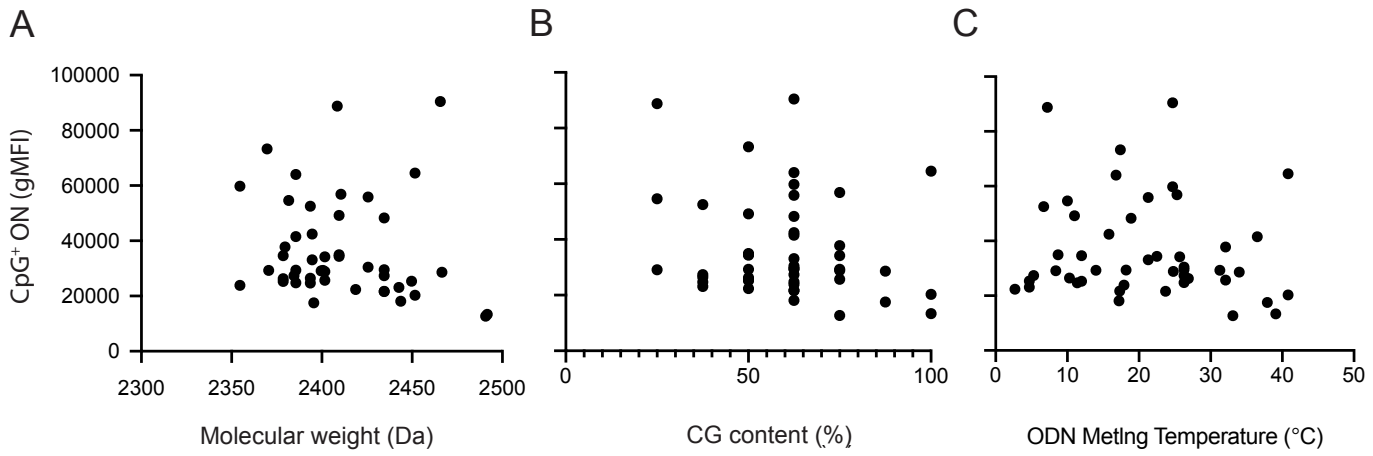 A
B
C
CpG⁺ ON (gMFI)
100000
80000
60000
40000
20000
0
2300 2350 2400 2450 2500
0 50 100
0 10 20 30 40 50
Molecular weight (Da)
CG content (%)
ODN Metlng Temperature (°C)